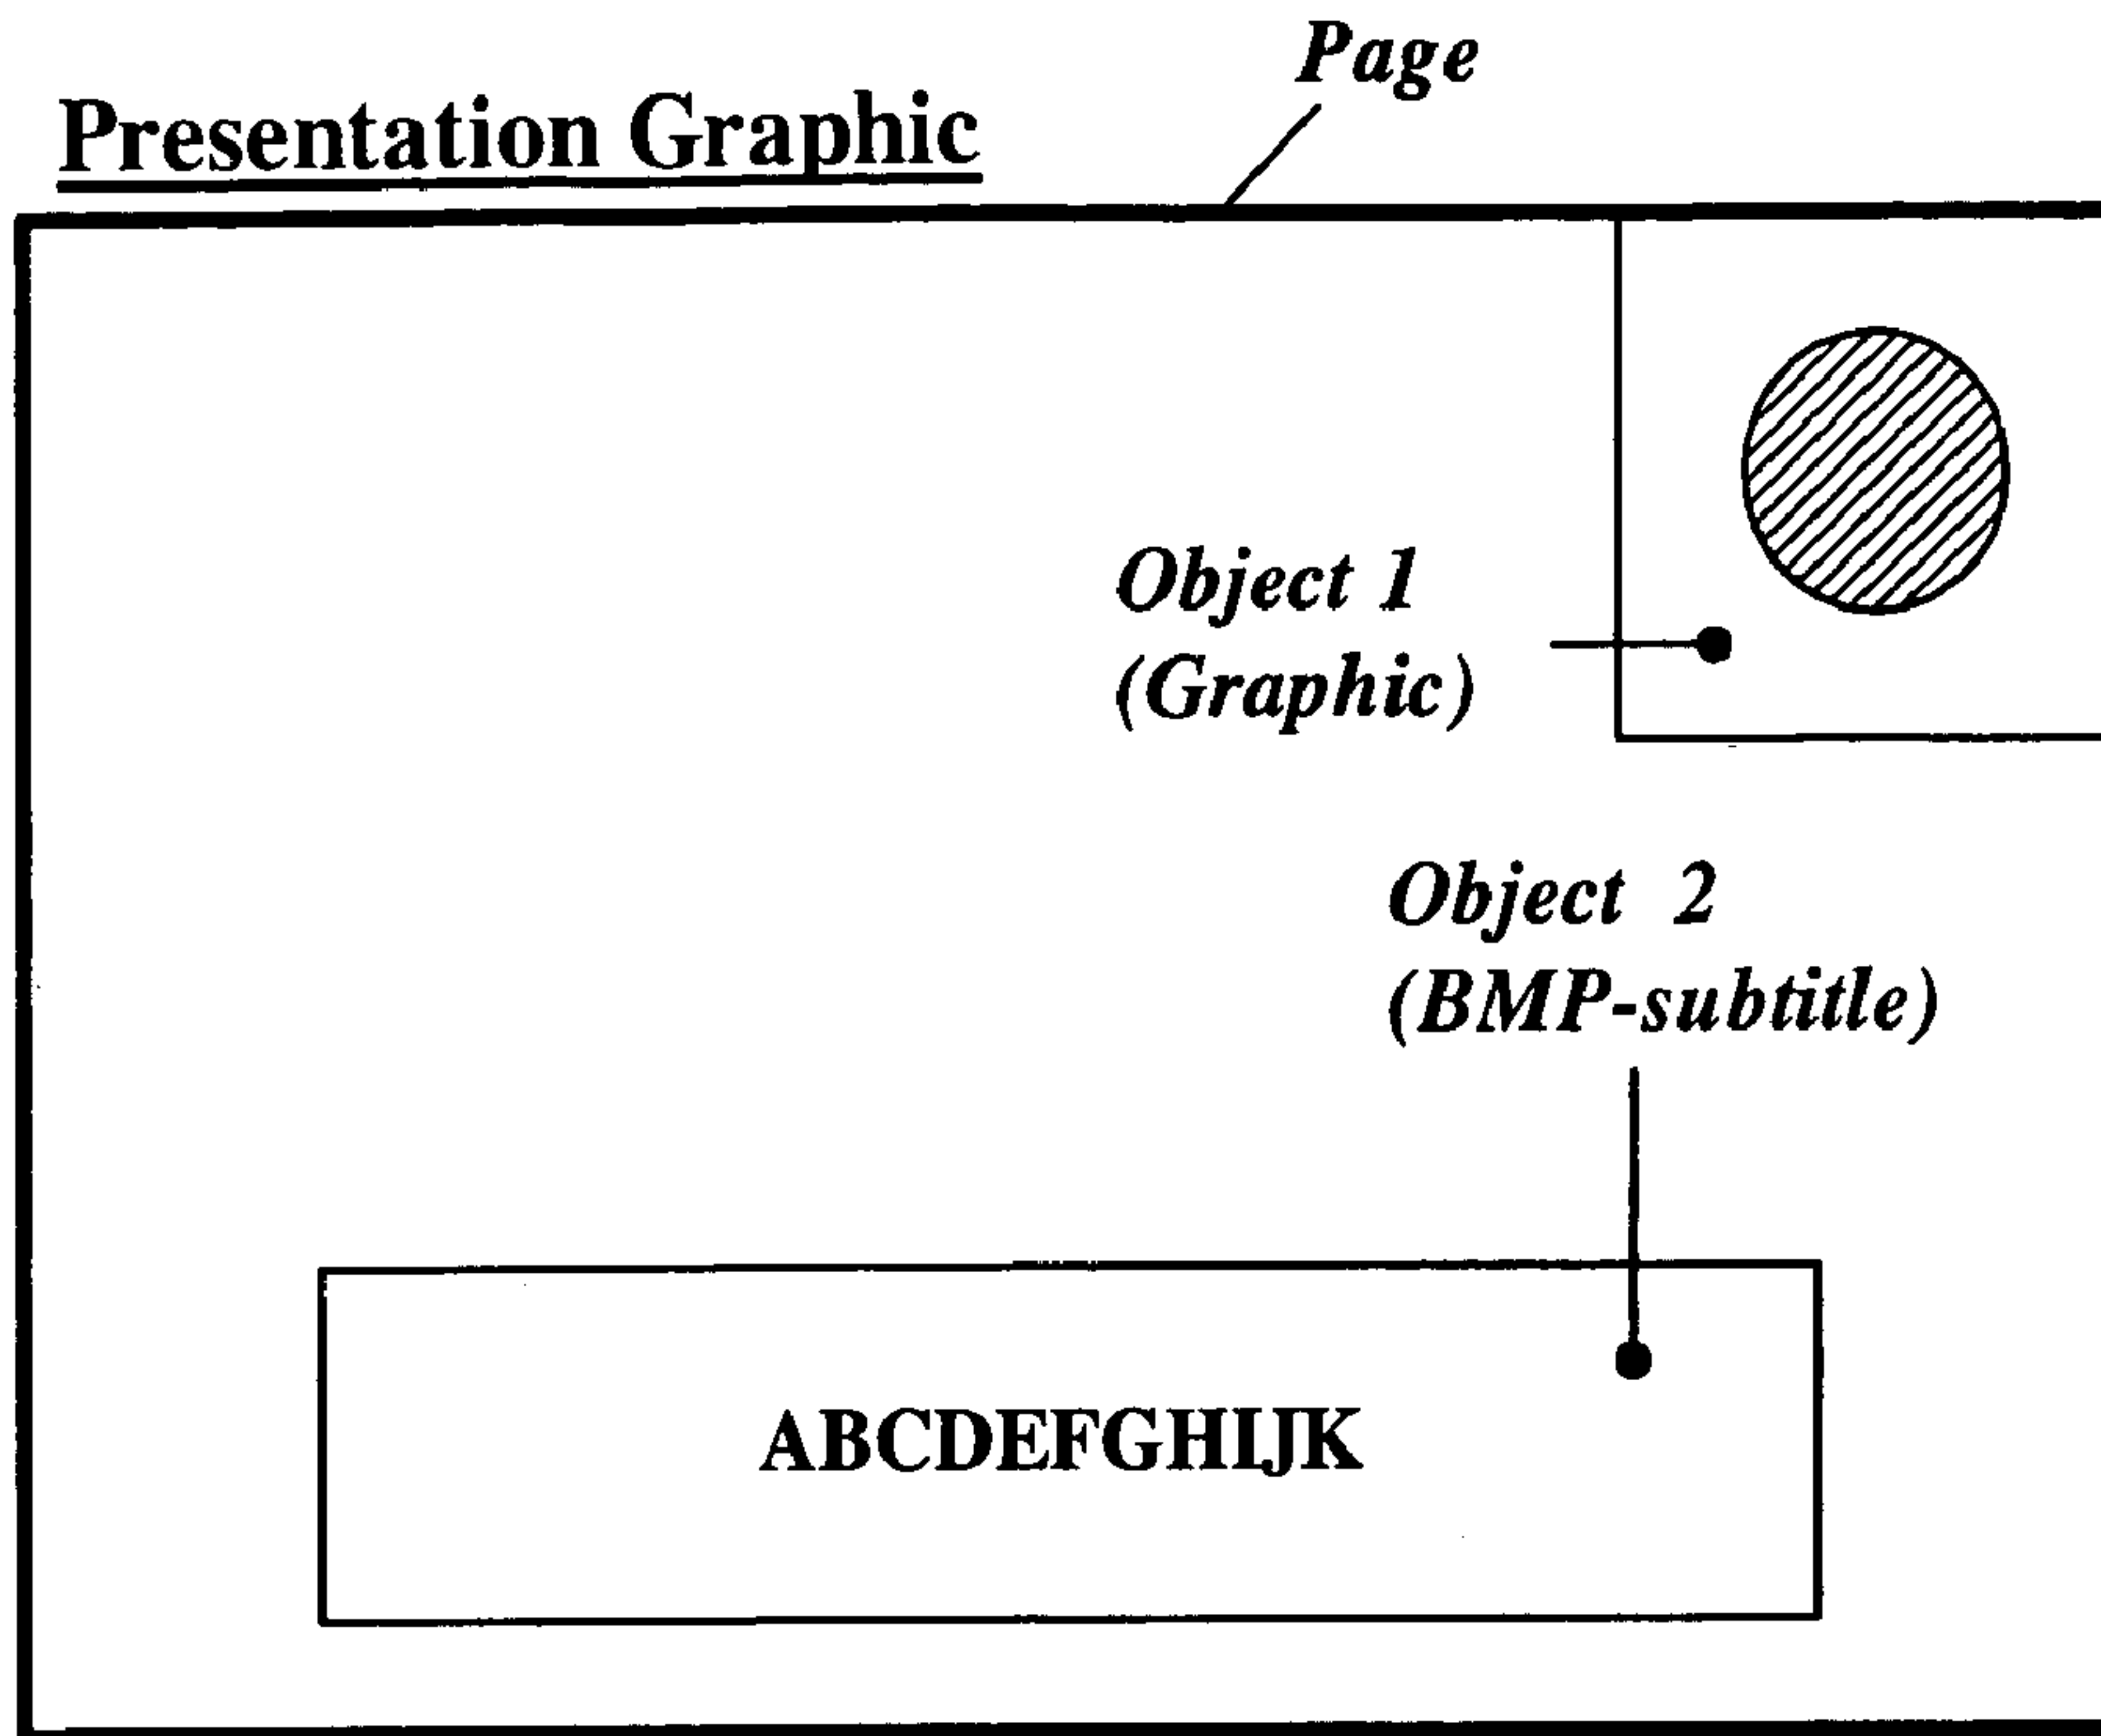 Page
Presentation Graphic
Object 1
(Graphic)
Object 2
(BMP-subtitle)
ABCDEFGHIJK